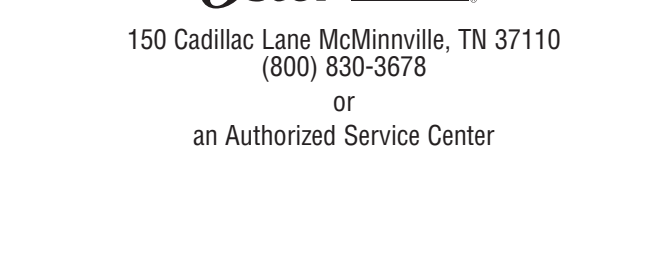 150 Cadillac Lane McMinnville, TN 37110
(800) 830-3678
or
an Authorized Service Center